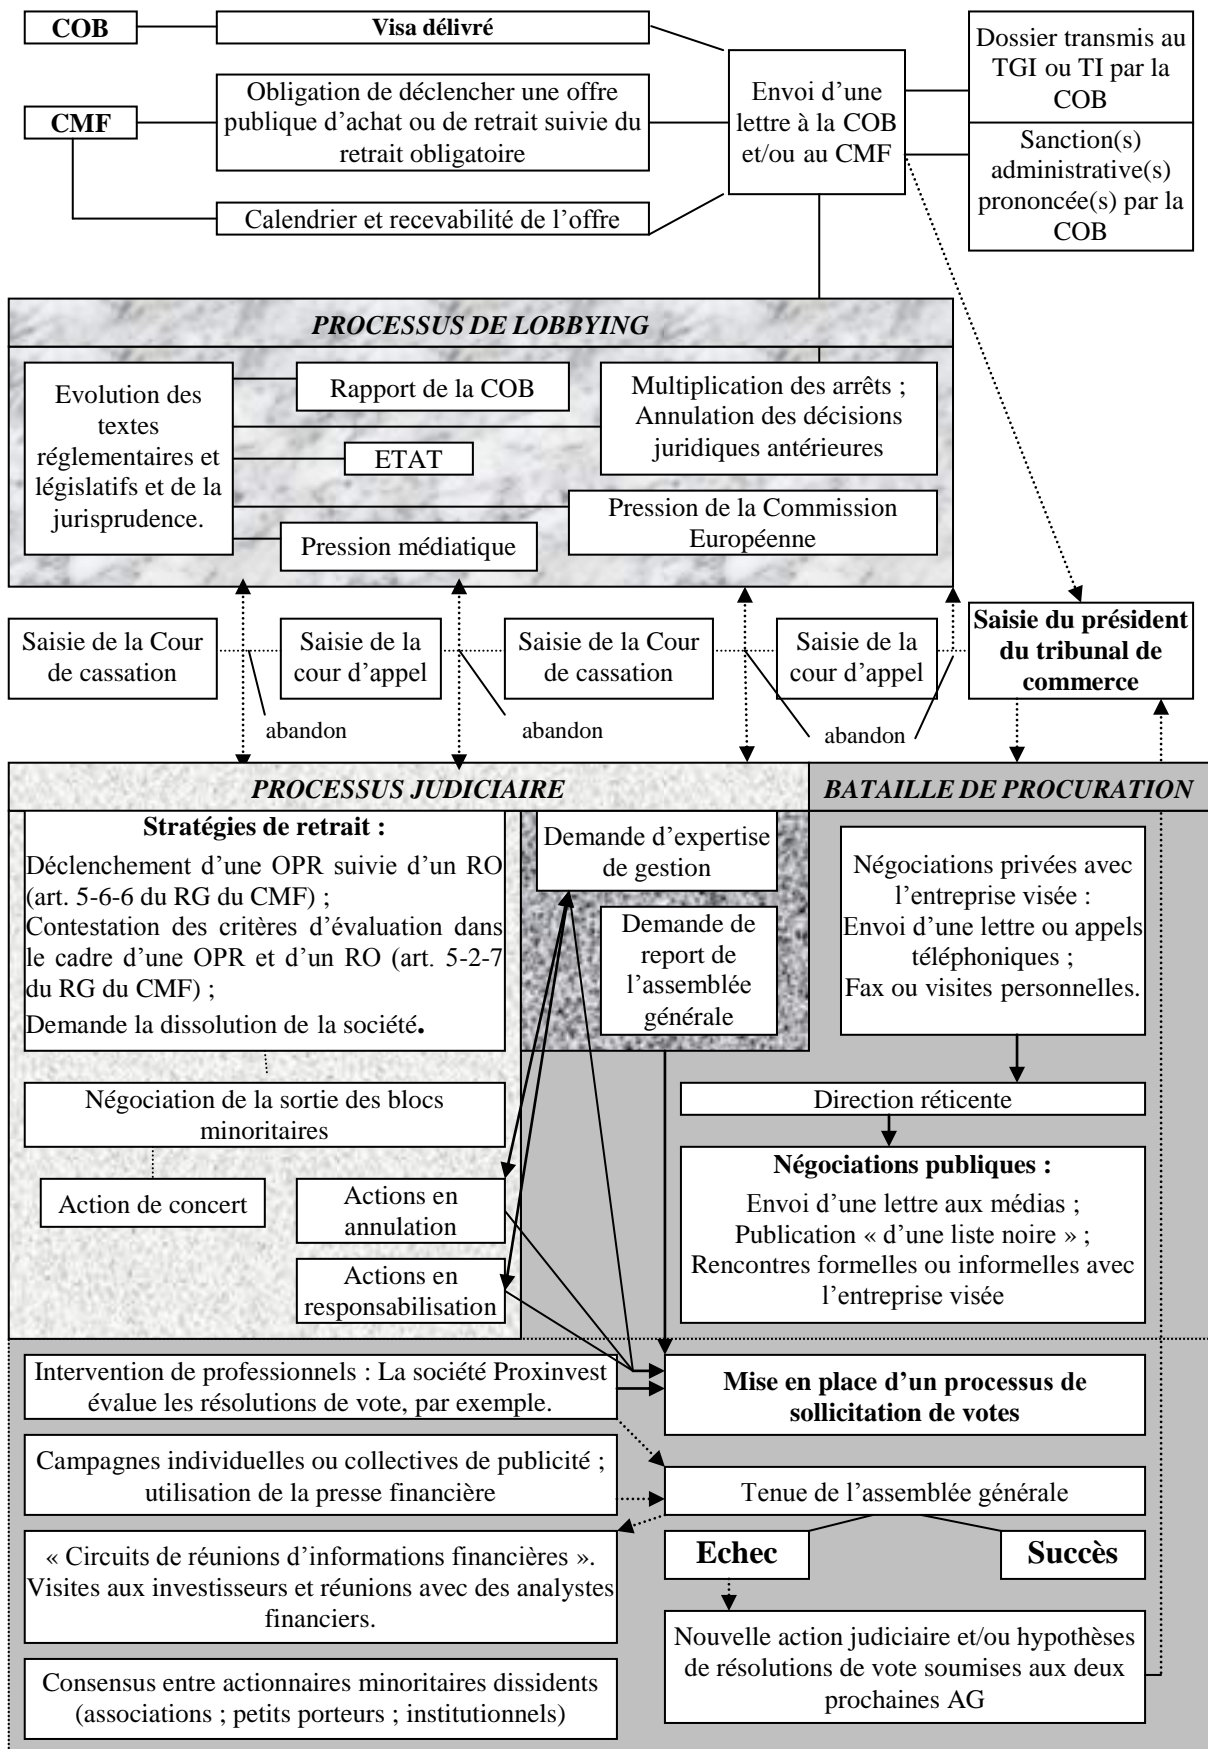 COB
Visa délivré
CMF
Obligation de déclencher une offre
publique d’achat ou de retrait suivie du
retrait obligatoire
Calendrier et recevabilité de l’offre
Envoi d’une
lettre à la COB
et/ou au CMF
Dossier transmis au
TGI ou TI par la
COB
Sanction(s)
administrative(s)
prononcée(s) par la
COB
PROCESSUS DE LOBBYING
Evolution des
textes
réglementaires et
législatifs et de la
jurisprudence.
Rapport de la COB
ETAT
Pression médiatique
Multiplication des arrêts ;
Annulation des décisions
juridiques antérieures
Pression de la Commission
Européenne
Saisie de la Cour
de cassation
Saisie de la
cour d’appel
Saisie de la Cour
de cassation
Saisie de la
cour d’appel
Saisie du président
du tribunal de
commerce
abandon
abandon
abandon
PROCESSUS JUDICIAIRE
BATAILLE DE PROCURATION
Stratégies de retrait :
Déclenchement d’une OPR suivie d’un RO
(art. 5-6-6 du RG du CMF) ;
Contestation des critères d’évaluation dans
le cadre d’une OPR et d’un RO (art. 5-2-7
du RG du CMF) ;
Demande la dissolution de la société.
Demande d’expertise
de gestion
Demande de
report de
l’assemblée
générale
Négociations privées avec
l’entreprise visée :
Envoi d’une lettre ou appels
téléphoniques ;
Fax ou visites personnelles.
Négociation de la sortie des blocs
minoritaires
Direction réticente
Action de concert
Actions en
annulation
Actions en
responsabilisation
Négociations publiques :
Envoi d’une lettre aux médias ;
Publication « d’une liste noire » ;
Rencontres formelles ou informelles avec
l’entreprise visée
Intervention de professionnels : La société Proxinvest
évalue les résolutions de vote, par exemple.
Mise en place d’un processus de
sollicitation de votes
Campagnes individuelles ou collectives de publicité ;
utilisation de la presse financière
Tenue de l’assemblée générale
« Circuits de réunions d’informations financières ».
Visites aux investisseurs et réunions avec des analystes
financiers.
Echec
Succès
Consensus entre actionnaires minoritaires dissidents
(associations ; petits porteurs ; institutionnels)
Nouvelle action judiciaire et/ou hypothèses
de résolutions de vote soumises aux deux
prochaines AG